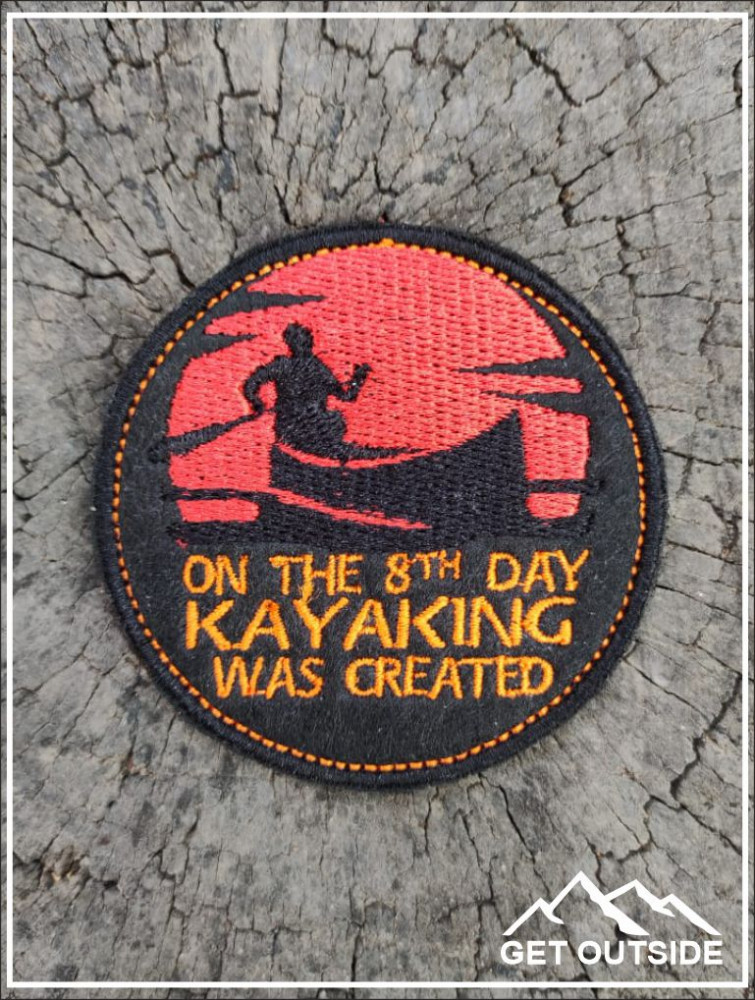 ON THE 8TH DAY
KAYAKING
WAS CREATED
GET OUTSIDE